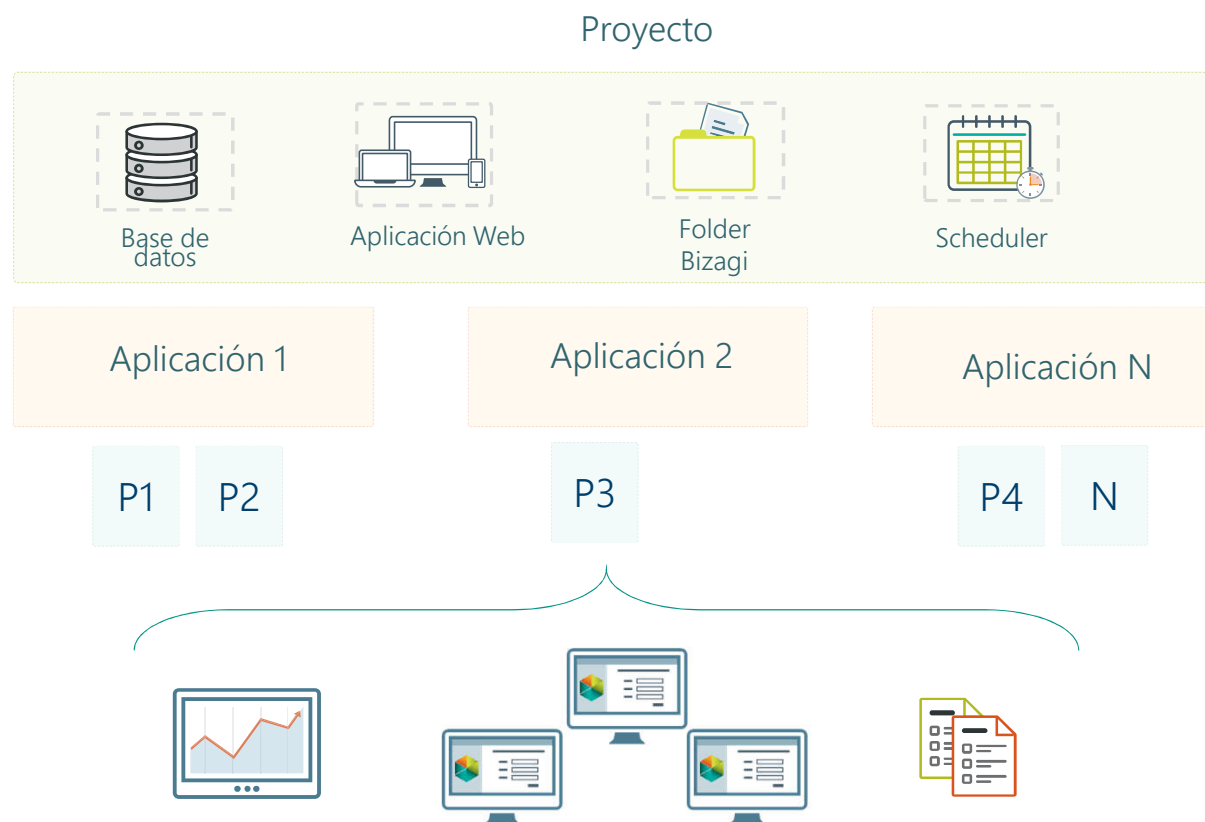 Proyecto
Base de
datos
Aplicación Web
Folder
Bizagi
Scheduler
Aplicación 1
Aplicación 2
Aplicación N
P1
P2
P3
P4
N